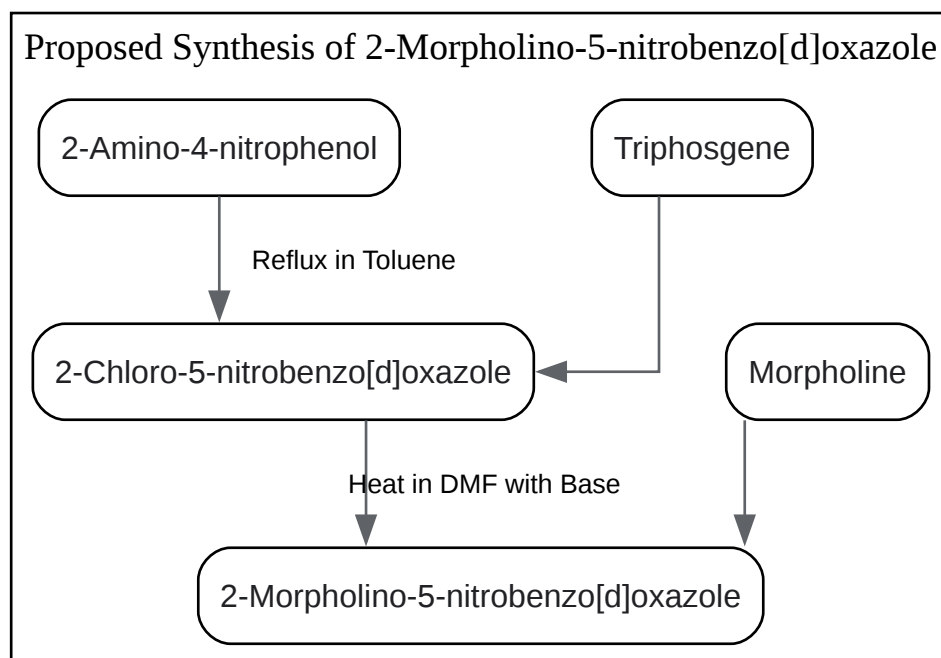 Proposed Synthesis of 2-Morpholino-5-nitrobenzo[d]oxazole
2-Amino-4-nitrophenol
Triphosgene
Reflux in Toluene
2-Chloro-5-nitrobenzo[d]oxazole
Morpholine
Heat in DMF with Base
2-Morpholino-5-nitrobenzo[d]oxazole